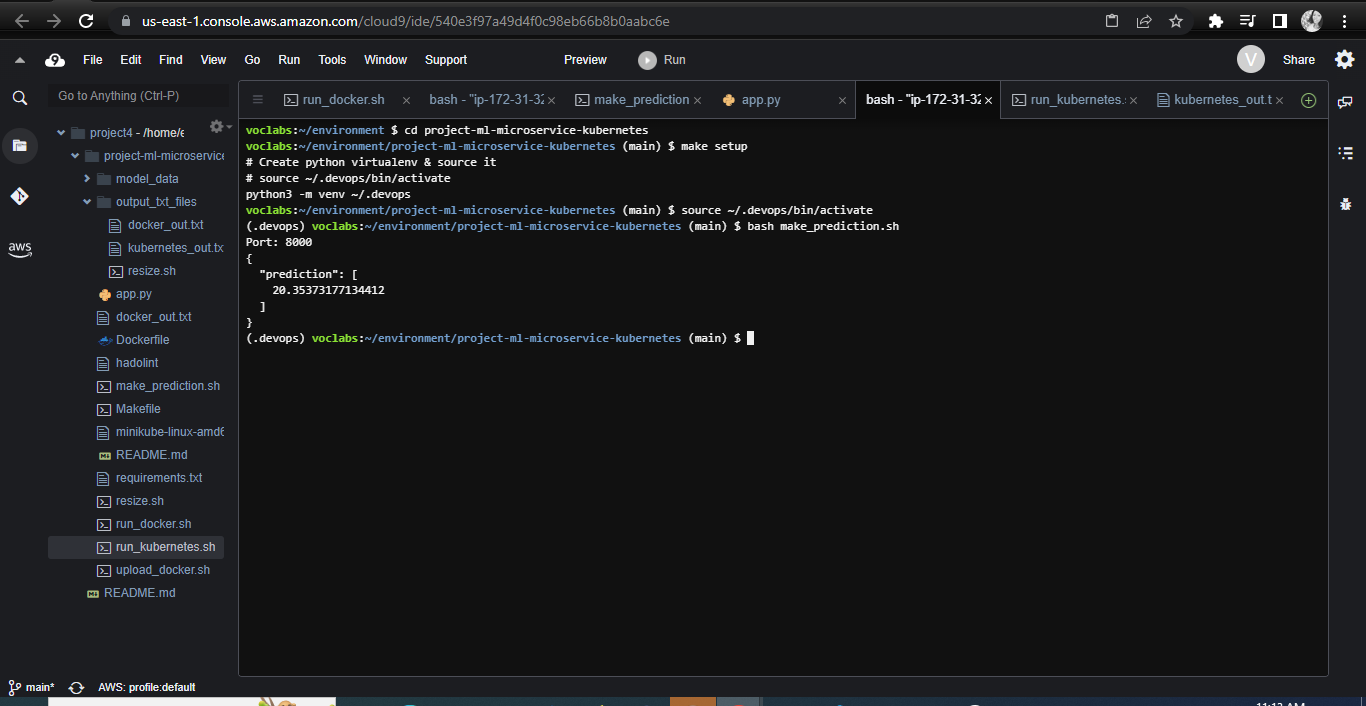 us-east-1.console.aws.amazon.com/cloud9/ide/540e3f97a49d4f0c98eb66b8b0aabc6e
9 File Edit Find View Go Run Tools Window Support Preview Run V Share
Go to Anything (Ctrl-P)
run_docker.sh bash - "ip-172-31-32 make_prediction app.py bash - "ip-172-31-32 run_kubernetes. kubernetes_out.t
project4 - /home/e
project-ml-microservice
model_data
output_txt_files
docker_out.txt
kubernetes_out.tx
resize.sh
app.py
docker_out.txt
Dockerfile
hadolint
make_prediction.sh
Makefile
minikube-linux-amd6
README.md
requirements.txt
resize.sh
run_docker.sh
run_kubernetes.sh
upload_docker.sh
README.md
aws
voclabs:~/environment $ cd project-ml-microservice-kubernetes
voclabs:~/environment/project-ml-microservice-kubernetes (main) $ make setup
# Create python virtualenv & source it
# source ~/.devops/bin/activate
python3 -m venv ~/.devops
voclabs:~/environment/project-ml-microservice-kubernetes (main) $ source ~/.devops/bin/activate
(.devops) voclabs:~/environment/project-ml-microservice-kubernetes (main) $ bash make_prediction.sh
Port: 8000
{
"prediction": [
20.35373177134412
]
}
(.devops) voclabs:~/environment/project-ml-microservice-kubernetes (main) $
main* AWS: profile:default